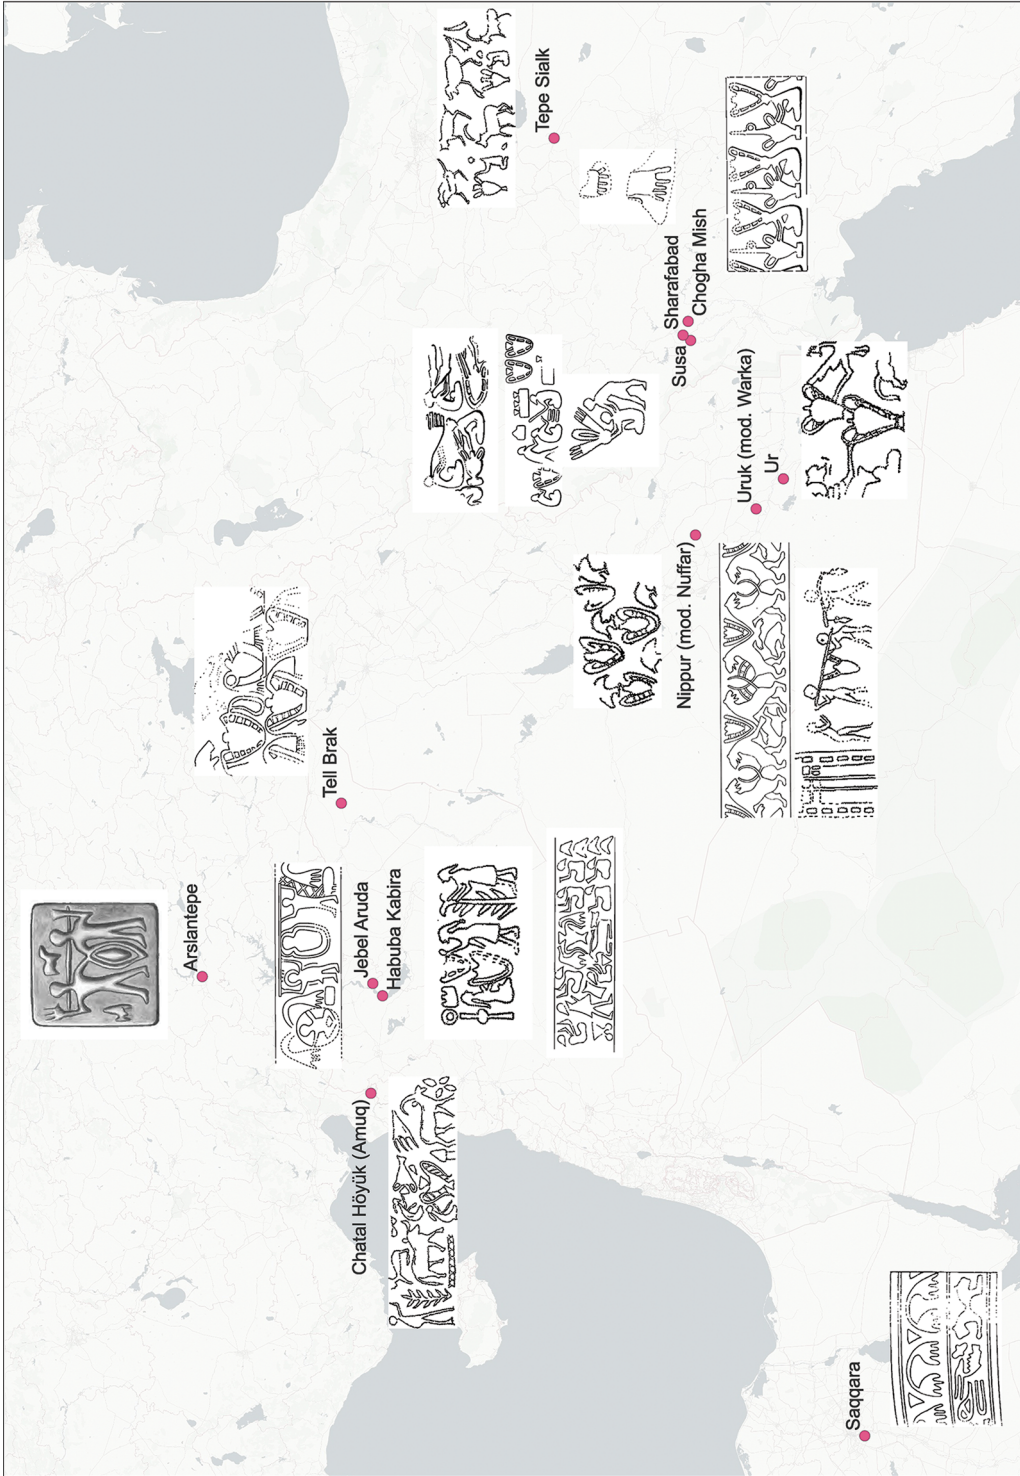 Tepe Sialk
Sharafabad
Chogha Mish
Susa
Uruk (mod. Warka)
Ur
Nippur (mod. Nuffar)
Tell Brak
Arslantepe
Jebel Aruda
Habuba Kabira
Chatal Höyük (Amuq)
Saqqara